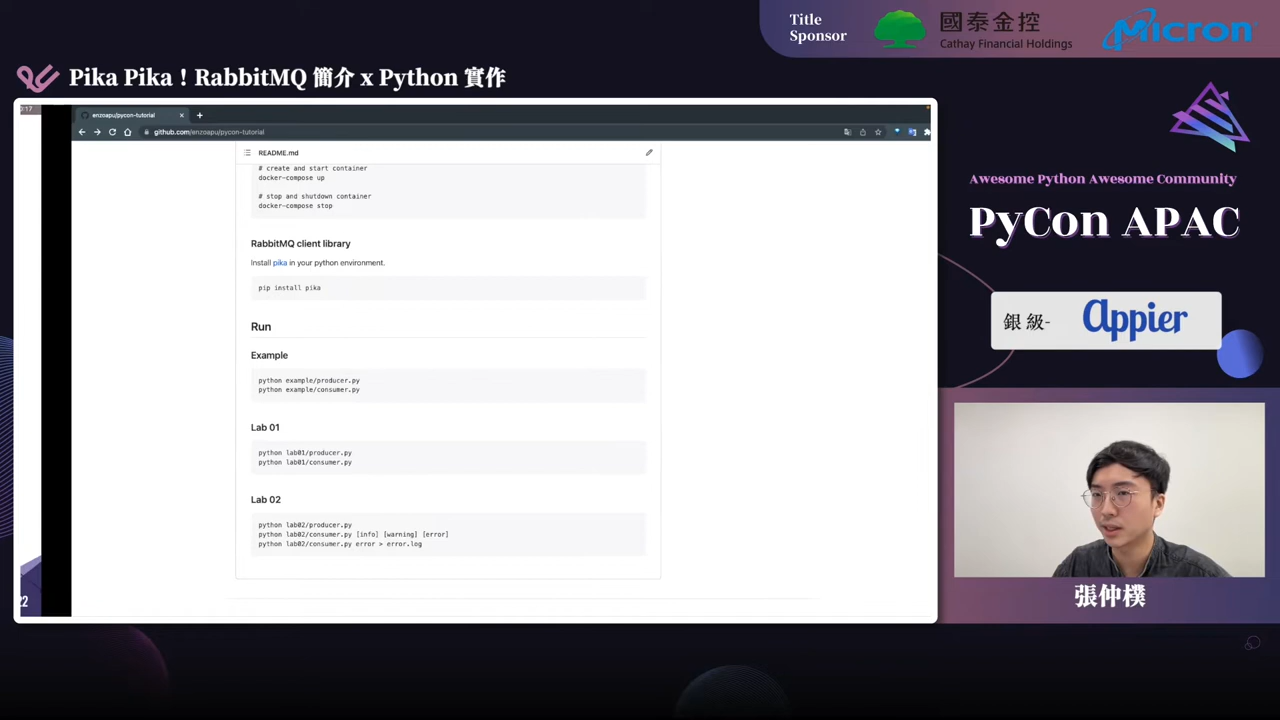 Title
Sponsor
國泰金控
Cathay Financial Holdings
Micron
Pika Pika！RabbitMQ 簡介 x Python 實作
enzoapu/pycon-tutorial
github.com/enzoapu/pycon-tutorial
README.md
# create and start container
docker-compose up
# stop and shutdown container
docker-compose stop
RabbitMQ client library
Install pika in your python environment.
pip install pika
Run
Example
python example/producer.py
python example/consumer.py
Lab 01
python lab01/producer.py
python lab01/consumer.py
Lab 02
python lab02/producer.py
python lab02/consumer.py [info] [warning] [error]
python lab02/consumer.py error > error.log
22
Awesome Python Awesome Community
PyCon APAC
銀級- Appier
張仲樸